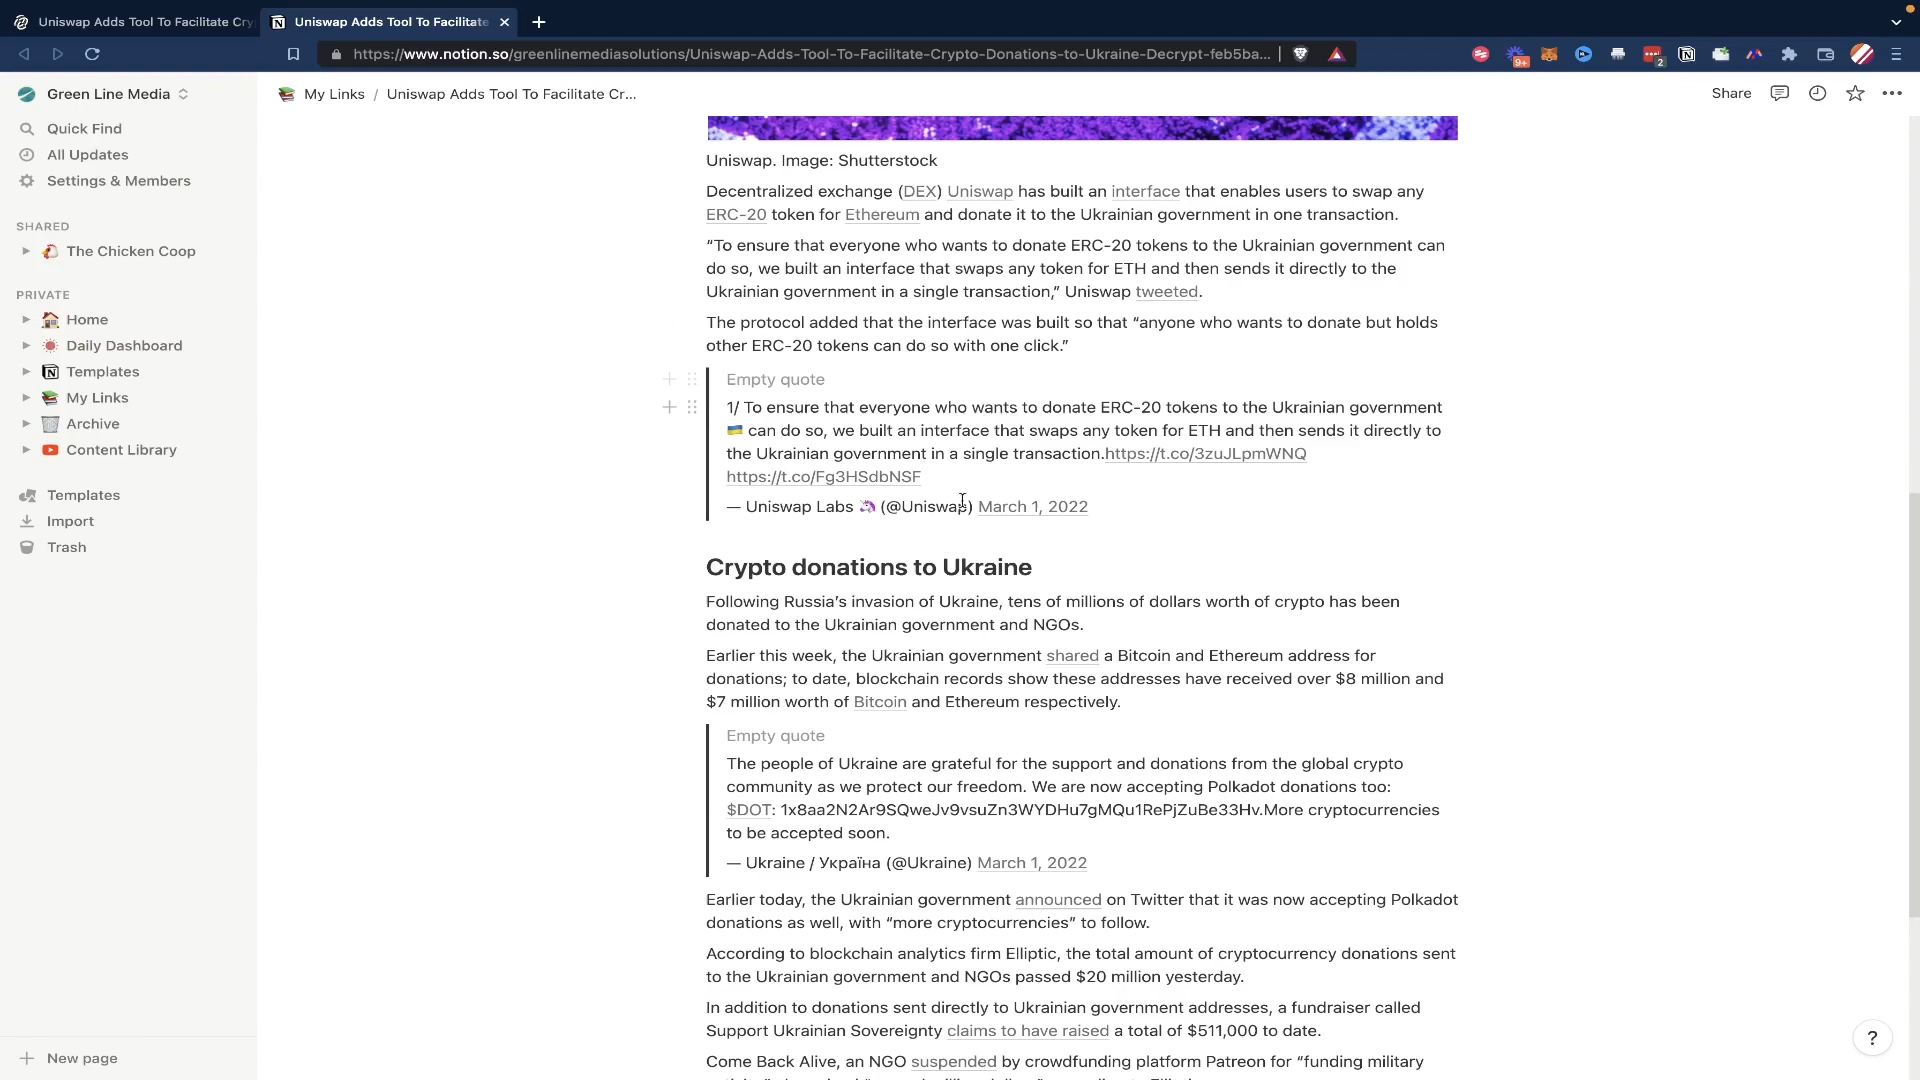 Uniswap Adds Tool To Facilitate Cry
Uniswap Adds Tool To Facilitate
https://www.notion.so/greenlinemediasolutions/Uniswap-Adds-Tool-To-Facilitate-Crypto-Donations-to-Ukraine-Decrypt-feb5ba...
9+
2
Green Line Media
My Links / Uniswap Adds Tool To Facilitate Cr...
Share
Quick Find
All Updates
Settings & Members
SHARED
The Chicken Coop
PRIVATE
Home
Daily Dashboard
Templates
My Links
Archive
Content Library
Templates
Import
Trash
New page
Uniswap. Image: Shutterstock
Decentralized exchange (DEX) Uniswap has built an interface that enables users to swap any
ERC-20 token for Ethereum and donate it to the Ukrainian government in one transaction.
“To ensure that everyone who wants to donate ERC-20 tokens to the Ukrainian government can
do so, we built an interface that swaps any token for ETH and then sends it directly to the
Ukrainian government in a single transaction,” Uniswap tweeted.
The protocol added that the interface was built so that “anyone who wants to donate but holds
other ERC-20 tokens can do so with one click.”
Empty quote
1/ To ensure that everyone who wants to donate ERC-20 tokens to the Ukrainian government
🇺🇦 can do so, we built an interface that swaps any token for ETH and then sends it directly to
the Ukrainian government in a single transaction.https://t.co/3zuJLpmWNQ
https://t.co/Fg3HSdbNSF
— Uniswap Labs 🦄 (@Uniswap) March 1, 2022
Crypto donations to Ukraine
Following Russia’s invasion of Ukraine, tens of millions of dollars worth of crypto has been
donated to the Ukrainian government and NGOs.
Earlier this week, the Ukrainian government shared a Bitcoin and Ethereum address for
donations; to date, blockchain records show these addresses have received over $8 million and
$7 million worth of Bitcoin and Ethereum respectively.
Empty quote
The people of Ukraine are grateful for the support and donations from the global crypto
community as we protect our freedom. We are now accepting Polkadot donations too:
$DOT: 1x8aa2N2Ar9SQweJv9vsuZn3WYDHu7gMQu1RePjZuBe33Hv.More cryptocurrencies
to be accepted soon.
— Ukraine / Україна (@Ukraine) March 1, 2022
Earlier today, the Ukrainian government announced on Twitter that it was now accepting Polkadot
donations as well, with “more cryptocurrencies” to follow.
According to blockchain analytics firm Elliptic, the total amount of cryptocurrency donations sent
to the Ukrainian government and NGOs passed $20 million yesterday.
In addition to donations sent directly to Ukrainian government addresses, a fundraiser called
Support Ukrainian Sovereignty claims to have raised a total of $511,000 to date.
Come Back Alive, an NGO suspended by crowdfunding platform Patreon for “funding military
?